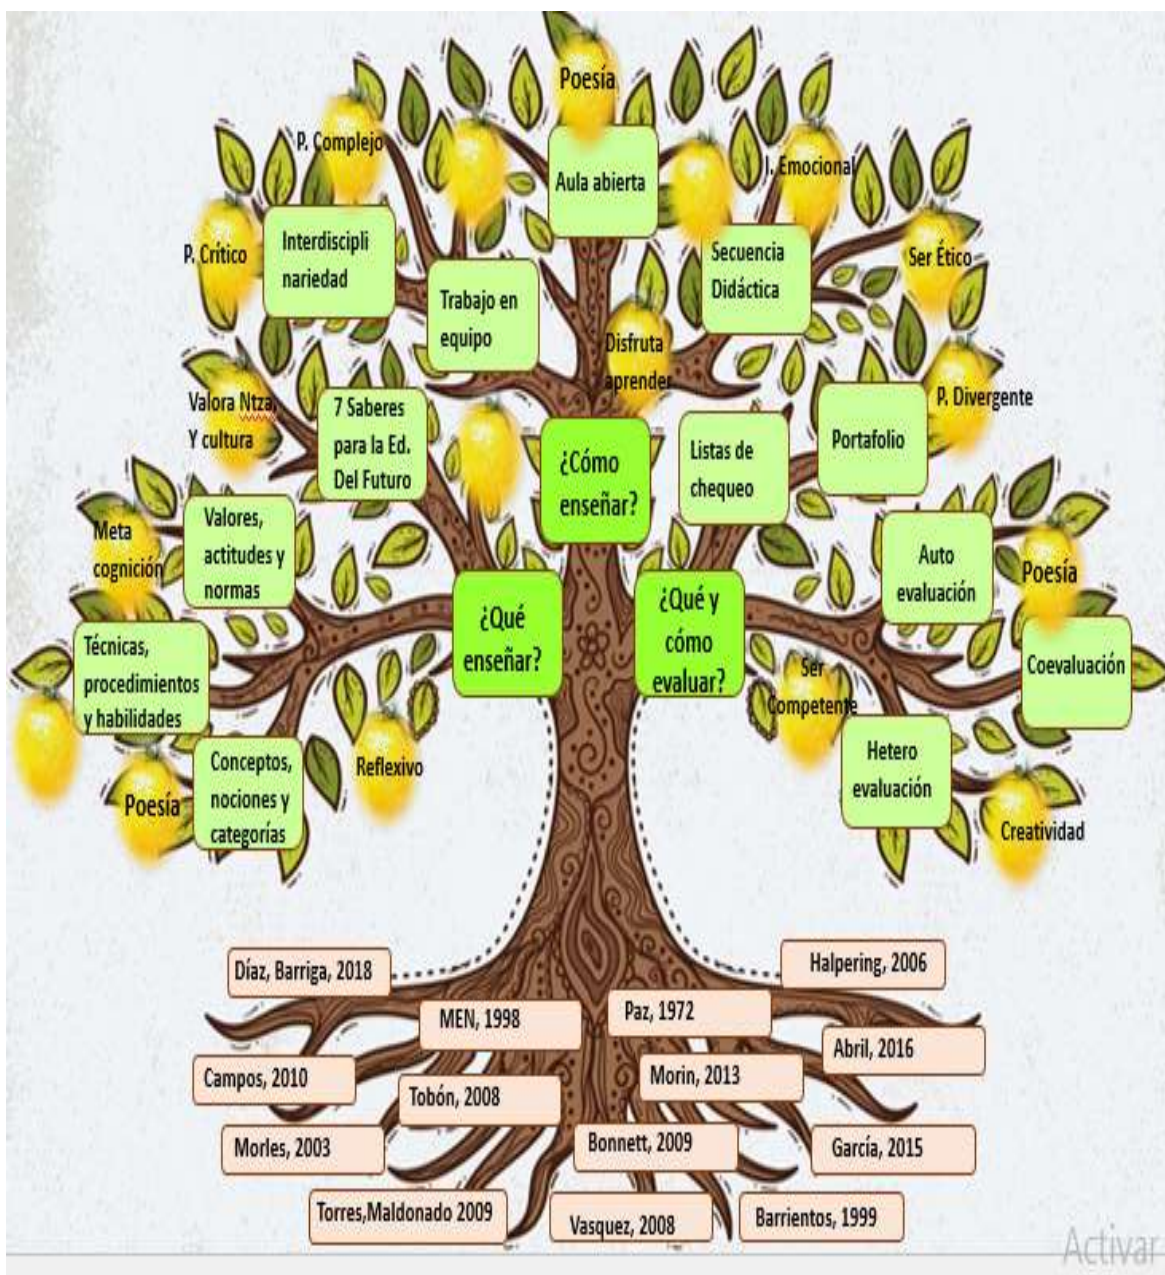 Poesía
P. Complejo
Aula abierta
I. Emocional
P. Crítico
Interdiscipli
nariedad
Secuencia
Didáctica
Ser Ético
Trabajo en
equipo
Disfruta
aprender
Valora Ntza,
Y cultura
7 Saberes
para la Ed.
Del Futuro
¿Cómo
enseñar?
Listas de
chequeo
Portafolio
P. Divergente
Meta
cognición
Valores,
actitudes y
normas
Auto
evaluación
Poesía
¿Qué
enseñar?
¿Qué y
cómo
evaluar?
Técnicas,
procedimientos
y habilidades
Coevaluación
Ser
Competente
Conceptos,
nociones y
categorías
Poesía
Reflexivo
Hetero
evaluación
Creatividad
Díaz, Barriga, 2018
Halpering, 2006
MEN, 1998
Paz, 1972
Abril, 2016
Campos, 2010
Tobón, 2008
Morin, 2013
Morles, 2003
Bonnett, 2009
García, 2015
Torres,Maldonado 2009
Vasquez, 2008
Barrientos, 1999
Activar